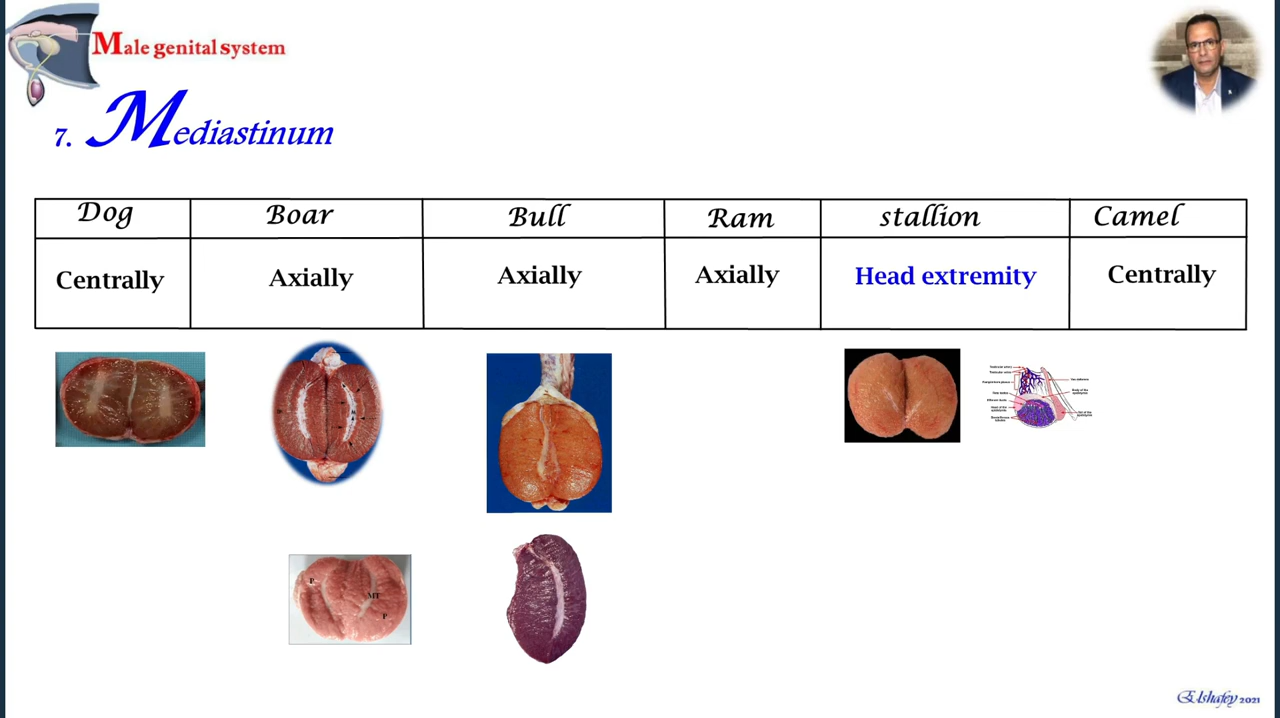 Male genital system
7. Mediastinum
Dog Boar Bull Ram stallion Camel
Centrally Axially Axially Axially Head extremity Centrally
M
P
MT
P
Elshafey 2021